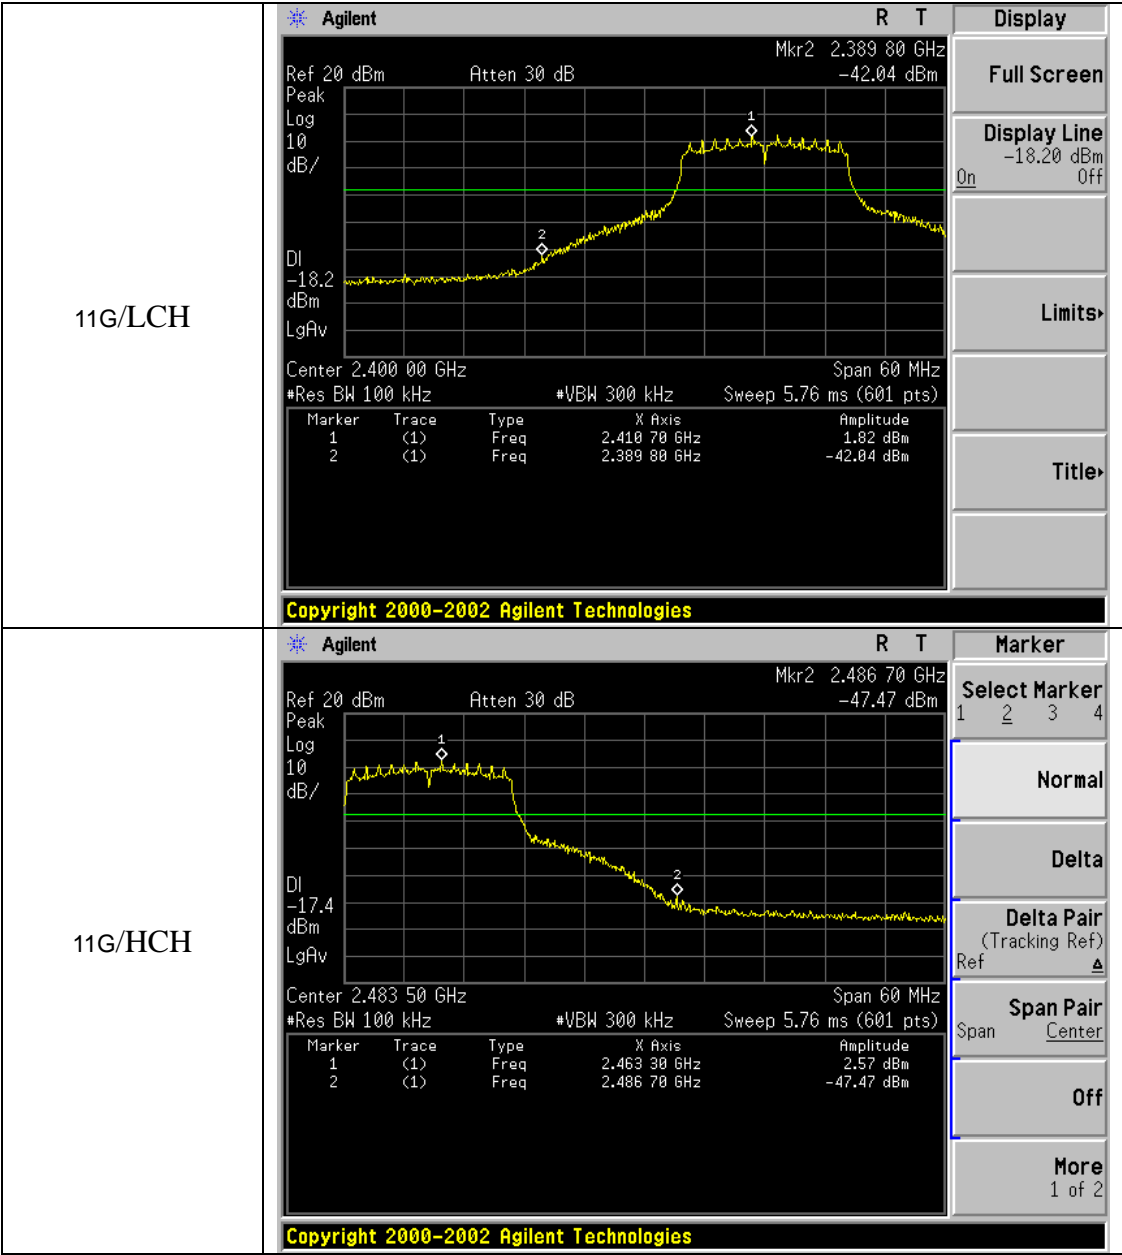 11G/LCH
Agilent R T
Mkr2 2.389 80 GHz
Ref 20 dBm Atten 30 dB -42.04 dBm
Peak
Log
10
dB/
1
2
DI
-18.2
dBm
LgAv
Center 2.400 00 GHz Span 60 MHz
#Res BW 100 kHz #VBW 300 kHz Sweep 5.76 ms (601 pts)
Marker Trace Type X Axis Amplitude
1 (1) Freq 2.410 70 GHz 1.82 dBm
2 (1) Freq 2.389 80 GHz -42.04 dBm
Display
Full Screen
Display Line
-18.20 dBm
On Off
Limits▸
Title▸
Copyright 2000-2002 Agilent Technologies
11G/HCH
Agilent R T
Mkr2 2.486 70 GHz
Ref 20 dBm Atten 30 dB -47.47 dBm
Peak
Log
10
dB/
1
2
DI
-17.4
dBm
LgAv
Center 2.483 50 GHz Span 60 MHz
#Res BW 100 kHz #VBW 300 kHz Sweep 5.76 ms (601 pts)
Marker Trace Type X Axis Amplitude
1 (1) Freq 2.463 30 GHz 2.57 dBm
2 (1) Freq 2.486 70 GHz -47.47 dBm
Marker
Select Marker
1 2 3 4
Normal
Delta
Delta Pair
(Tracking Ref)
Ref Δ
Span Pair
Span Center
Off
More
1 of 2
Copyright 2000-2002 Agilent Technologies